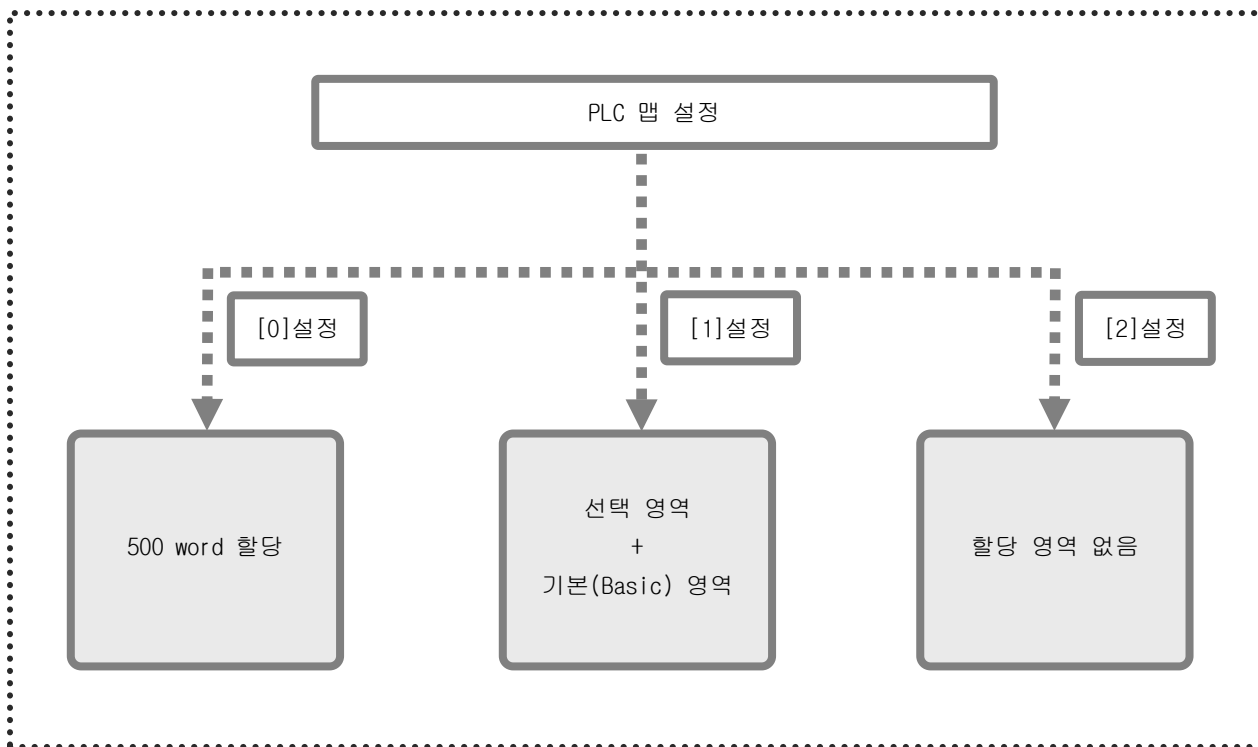 PLC 맵 설정
[0]설정
[1]설정
[2]설정
500 word 할당
선택 영역
+
기본(Basic) 영역
할당 영역 없음